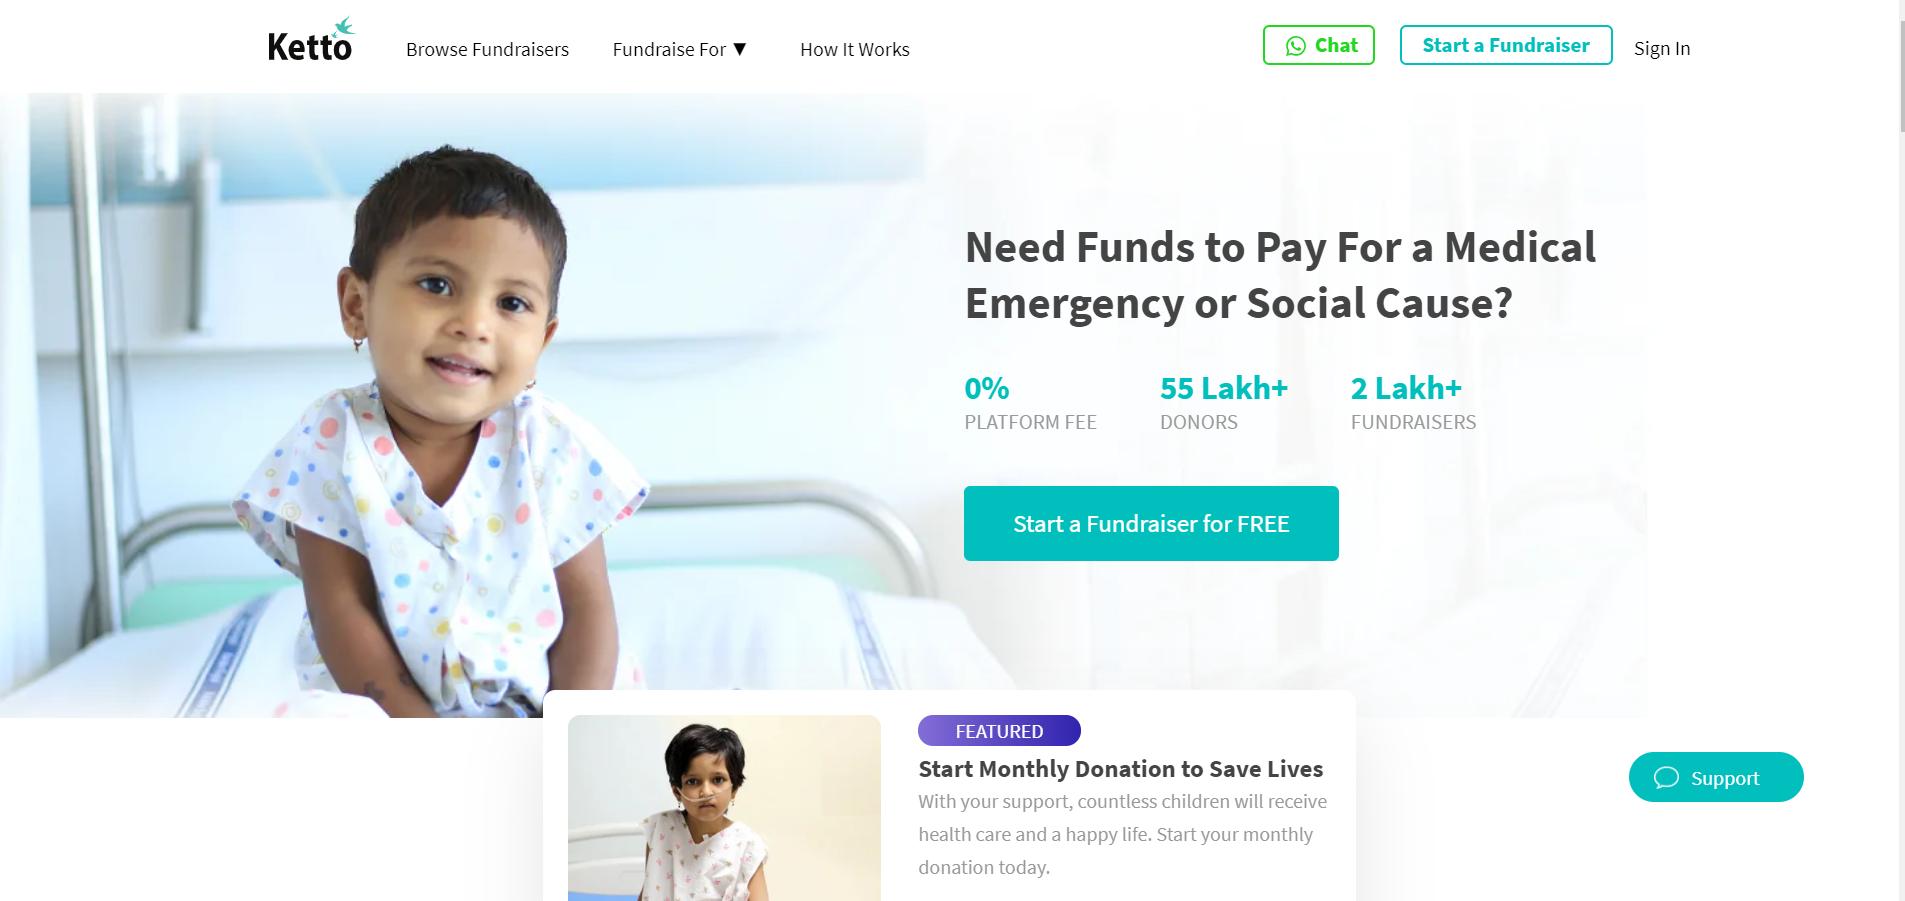 Ketto
Browse Fundraisers
Fundraise For ▼
How It Works
Chat
Start a Fundraiser
Sign In
Need Funds to Pay For a Medical
Emergency or Social Cause?
0%
PLATFORM FEE
55 Lakh+
DONORS
2 Lakh+
FUNDRAISERS
Start a Fundraiser for FREE
FEATURED
Start Monthly Donation to Save Lives
With your support, countless children will receive
health care and a happy life. Start your monthly
donation today.
Support